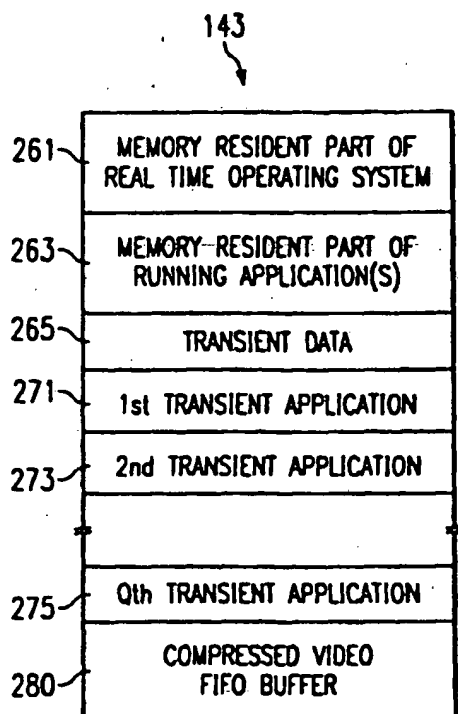 143
261 MEMORY RESIDENT PART OF
REAL TIME OPERATING SYSTEM
263 MEMORY RESIDENT PART OF
RUNNING APPLICATION(S)
265 TRANSIENT DATA
271 1st TRANSIENT APPLICATION
273 2nd TRANSIENT APPLICATION
275 Qth TRANSIENT APPLICATION
COMPRESSED VIDEO
280 FIFO BUFFER